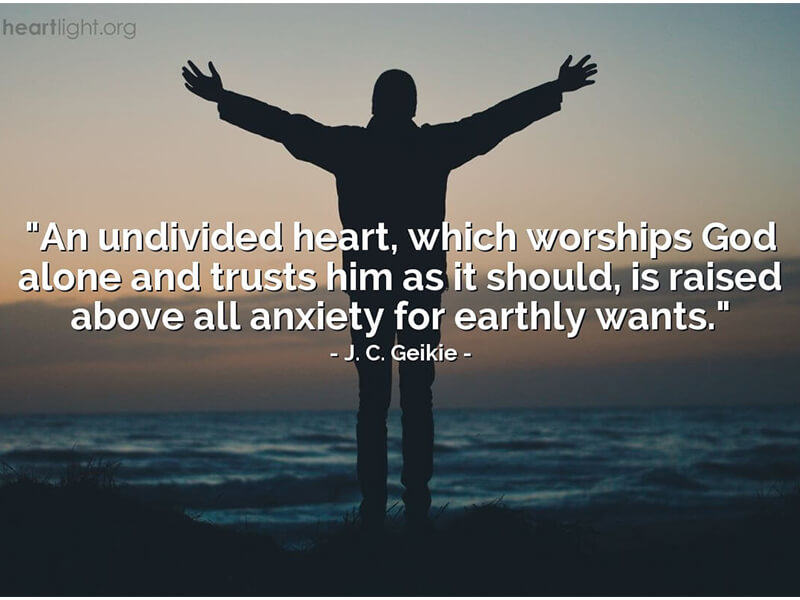 heartlight.org
"An undivided heart, which worships God
alone and trusts him as it should, is raised
above all anxiety for earthly wants."
- J. C. Geikie -